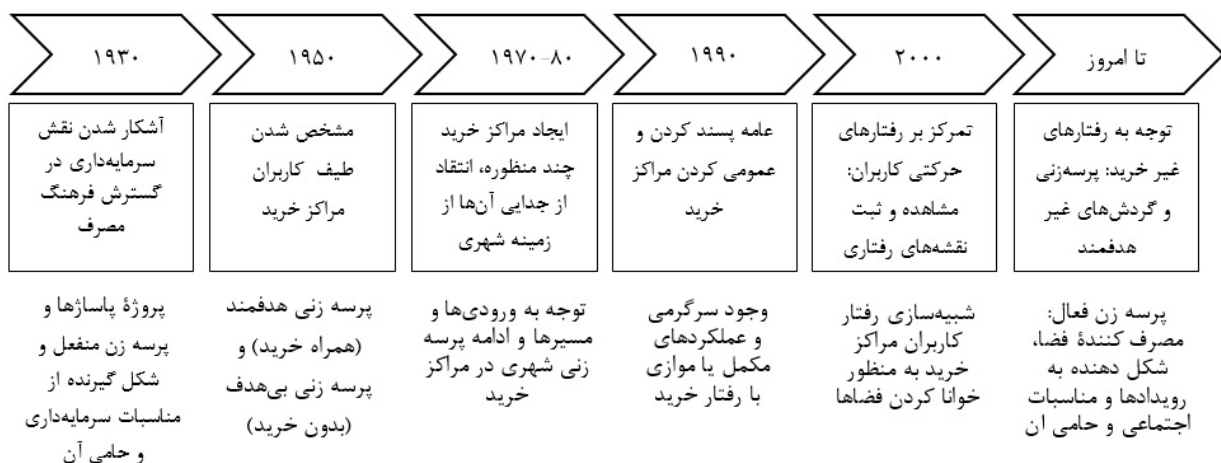 ۱۹۳۰
۱۹۵۰
۱۹۷۰-۸۰
۱۹۹۰
۲۰۰۰
تا امروز
آشکار شدن نقش
سرمایه‌داری در
گسترش فرهنگ
مصرف
مشخص شدن
طیف کاربران
مراکز خرید
ایجاد مراکز خرید
چند منظوره، انتقاد
از جدایی آن‌ها از
زمینه شهری
عامه پسند کردن و
عمومی کردن مراکز
خرید
تمرکز بر رفتارهای
حرکتی کاربران:
مشاهده و ثبت
نقشه‌های رفتاری
توجه به رفتارهای
غیر خرید: پرسه‌زنی
و گردش‌های غیر
هدفمند
پروژهٔ پاساژها و
پرسه زن منفعل و
شکل گیرنده از
مناسبات سرمایه‌داری
و حامی آن
پرسه زنی هدفمند
(همراه خرید) و
پرسه زنی بی‌هدف
(بدون خرید)
توجه به ورودی‌ها و
مسیرها و ادامه پرسه
زنی شهری در مراکز
خرید
وجود سرگرمی
و عملکردهای
مکمل یا موازی
با رفتار خرید
شبیه‌سازی رفتار
کاربران مراکز
خرید به منظور
خوانا کردن فضاها
پرسه زن فعال:
مصرف کنندهٔ فضا،
شکل دهنده به
رویدادها و مناسبات
اجتماعی و حامی ان